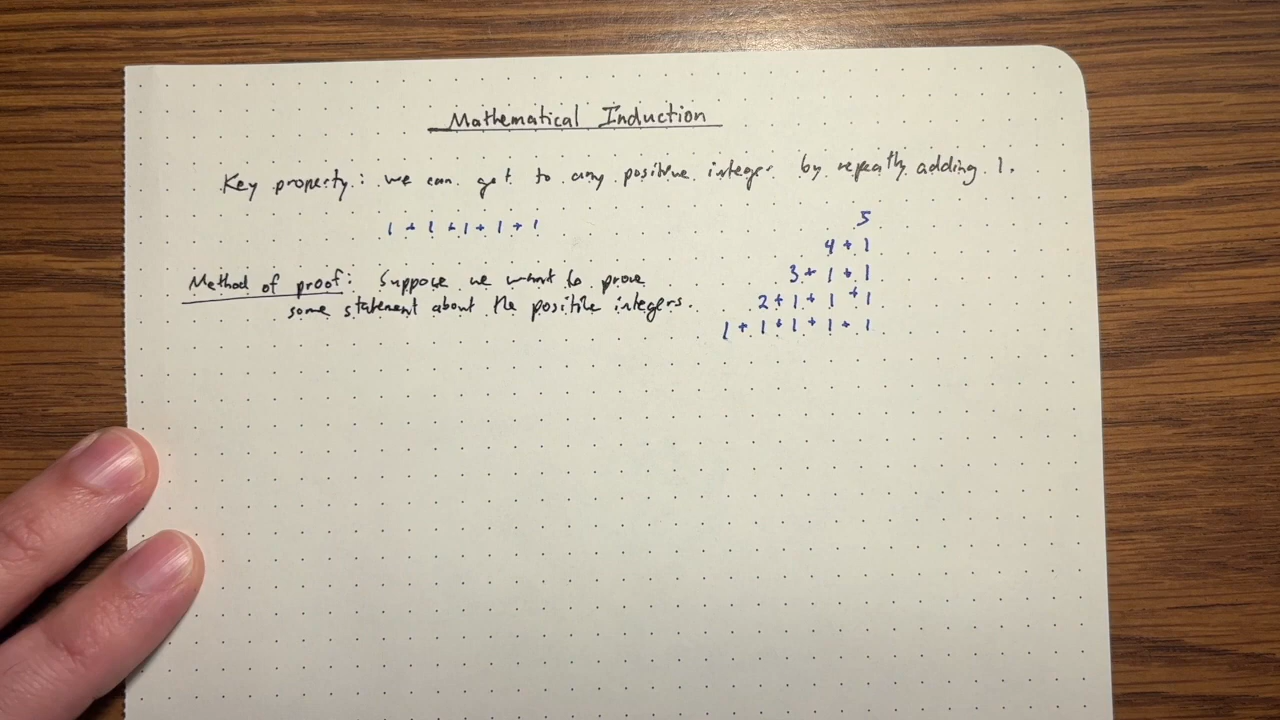 Mathematical Induction
Key property: we can get to any positive integer by repeatly adding 1.
1 + 1 + 1 + 1 + 1
5
4 + 1
3 + 1 + 1
2 + 1 + 1 + 1
1 + 1 + 1 + 1 + 1
Method of proof: Suppose we want to prove
some statement about the positive integers.